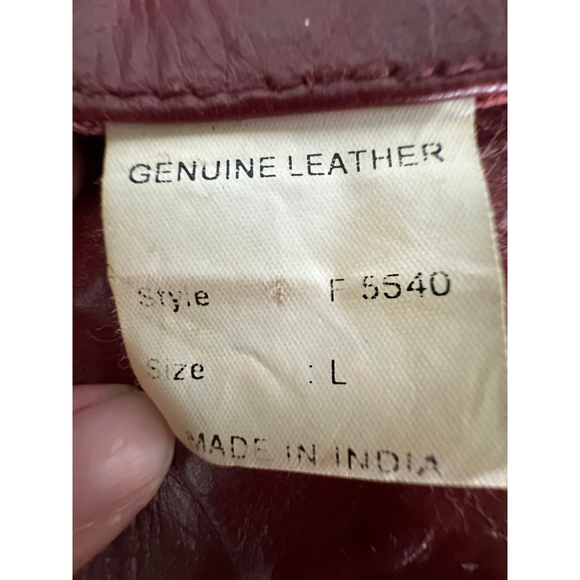 GENUINE LEATHER
Style : F 5540
Size : L
MADE IN INDIA